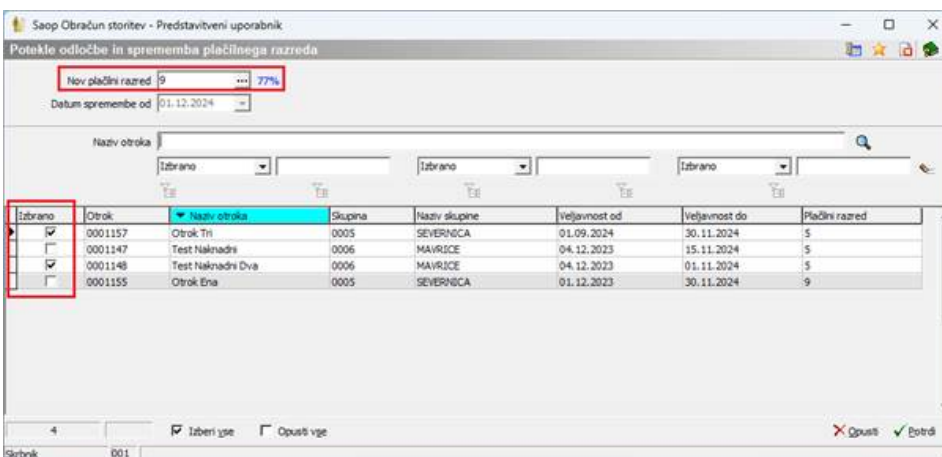 Saop Obračun storitev - Predstavitveni uporabnik
Potekle odločbe in sprememba plačilnega razreda
Nov plačilni razred 9 ... 77%
Datum spremembe od 01.12.2024
Naziv otroka
Izbrano Izbrano Izbrano
Izbrano Otrok Naziv otroka Skupina Naziv skupine Veljavnost od Veljavnost do Plačilni razred
0001157 Otrok Tri 0005 SEVERNICA 01.09.2024 30.11.2024 5
0001147 Test Naknadni 0006 MAVRICE 04.12.2023 15.11.2024 5
0001148 Test Naknadni Dva 0006 MAVRICE 04.12.2023 01.11.2024 5
0001155 Otrok Ena 0005 SEVERNICA 01.12.2023 30.11.2024 9
4 Izberi vse Opusti vse Opusti Potrdi
Skrbnik 001